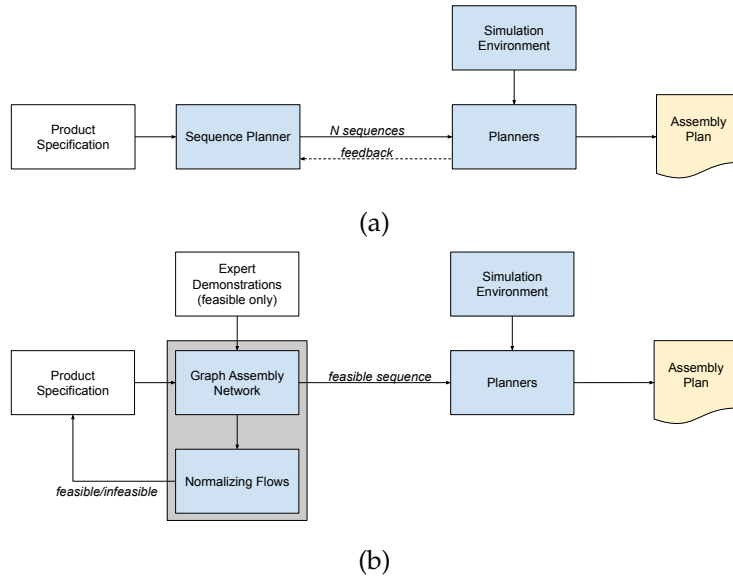 Simulation
Environment
Product
Specification
Sequence Planner
N sequences
feedback
Planners
Assembly
Plan
(a)
Expert
Demonstrations
(feasible only)
Simulation
Environment
Product
Specification
Graph Assembly
Network
feasible sequence
Planners
Assembly
Plan
Normalizing Flows
feasible/infeasible
(b)